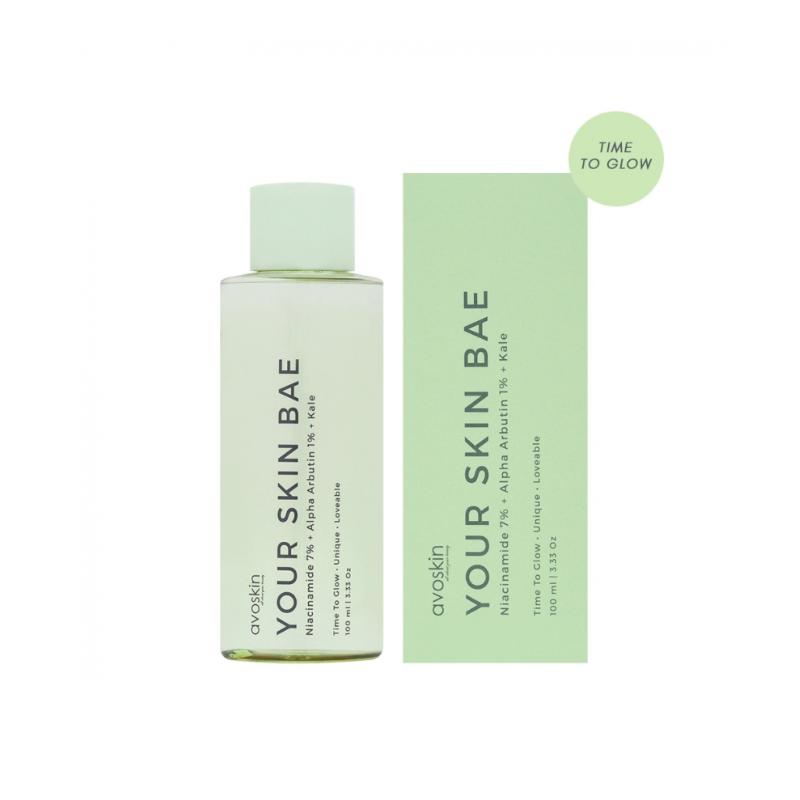 TIME
TO GLOW
avoskin
YOUR SKIN BAE
Niacinamide 7% + Alpha Arbutin 1% + Kale
Time To Glow • Unique • Loveable
100 ml | 3.33 Oz
avoskin
YOUR SKIN BAE
Niacinamide 7% + Alpha Arbutin 1% + Kale
Time To Glow • Unique • Loveable
100 ml | 3.33 Oz